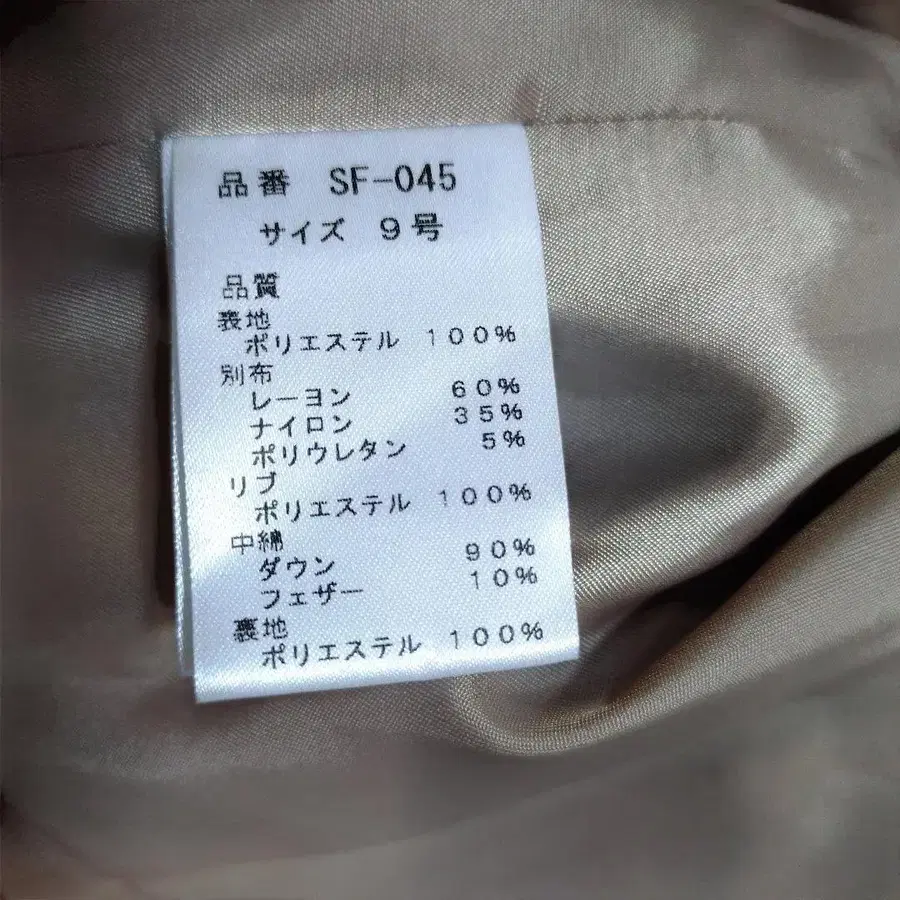 品番 SF-045
サイズ 9号
品質
表地
ポリエステル 100%
別布
レーヨン 60%
ナイロン 35%
ポリウレタン 5%
リブ
ポリエステル 100%
中綿
ダウン 90%
フェザー 10%
裏地
ポリエステル 100%